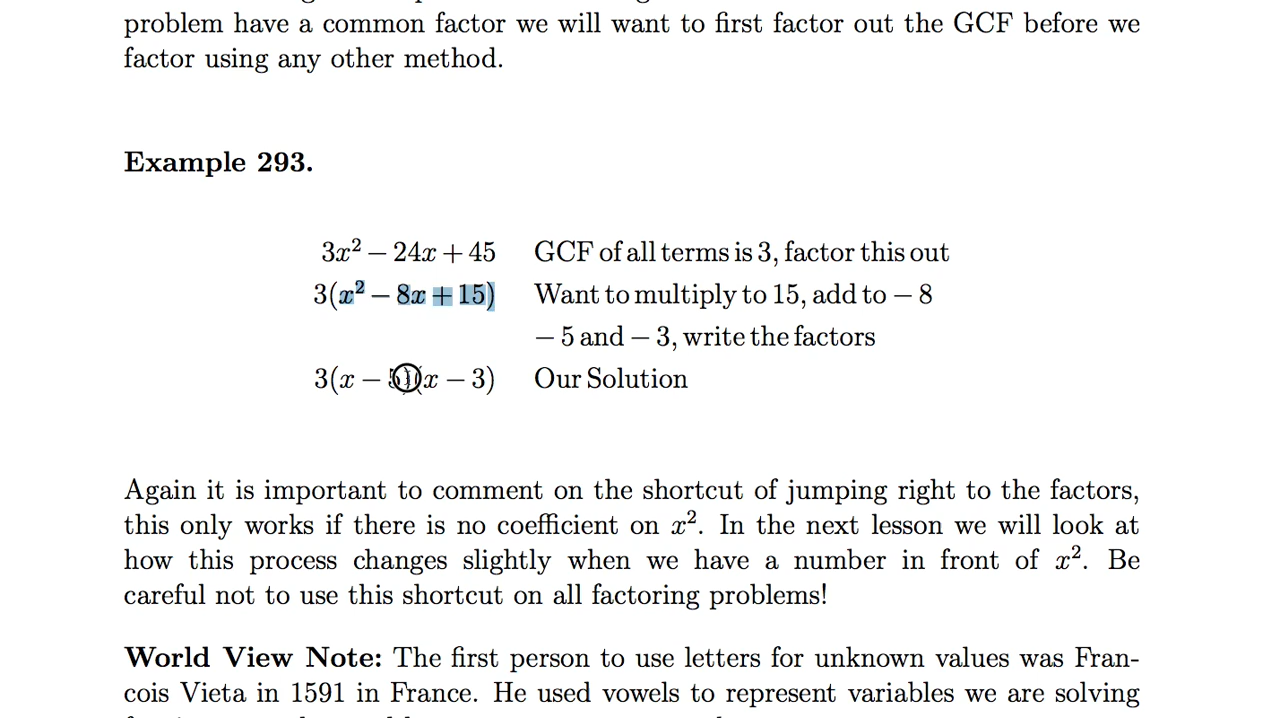 problem have a common factor we will want to first factor out the GCF before we
factor using any other method.
Example 293.
3x² − 24x + 45 GCF of all terms is 3, factor this out
3(x² − 8x + 15) Want to multiply to 15, add to − 8
− 5 and − 3, write the factors
3(x − 5)(x − 3) Our Solution
Again it is important to comment on the shortcut of jumping right to the factors,
this only works if there is no coefficient on x². In the next lesson we will look at
how this process changes slightly when we have a number in front of x². Be
careful not to use this shortcut on all factoring problems!
World View Note: The first person to use letters for unknown values was Fran-
cois Vieta in 1591 in France. He used vowels to represent variables we are solving